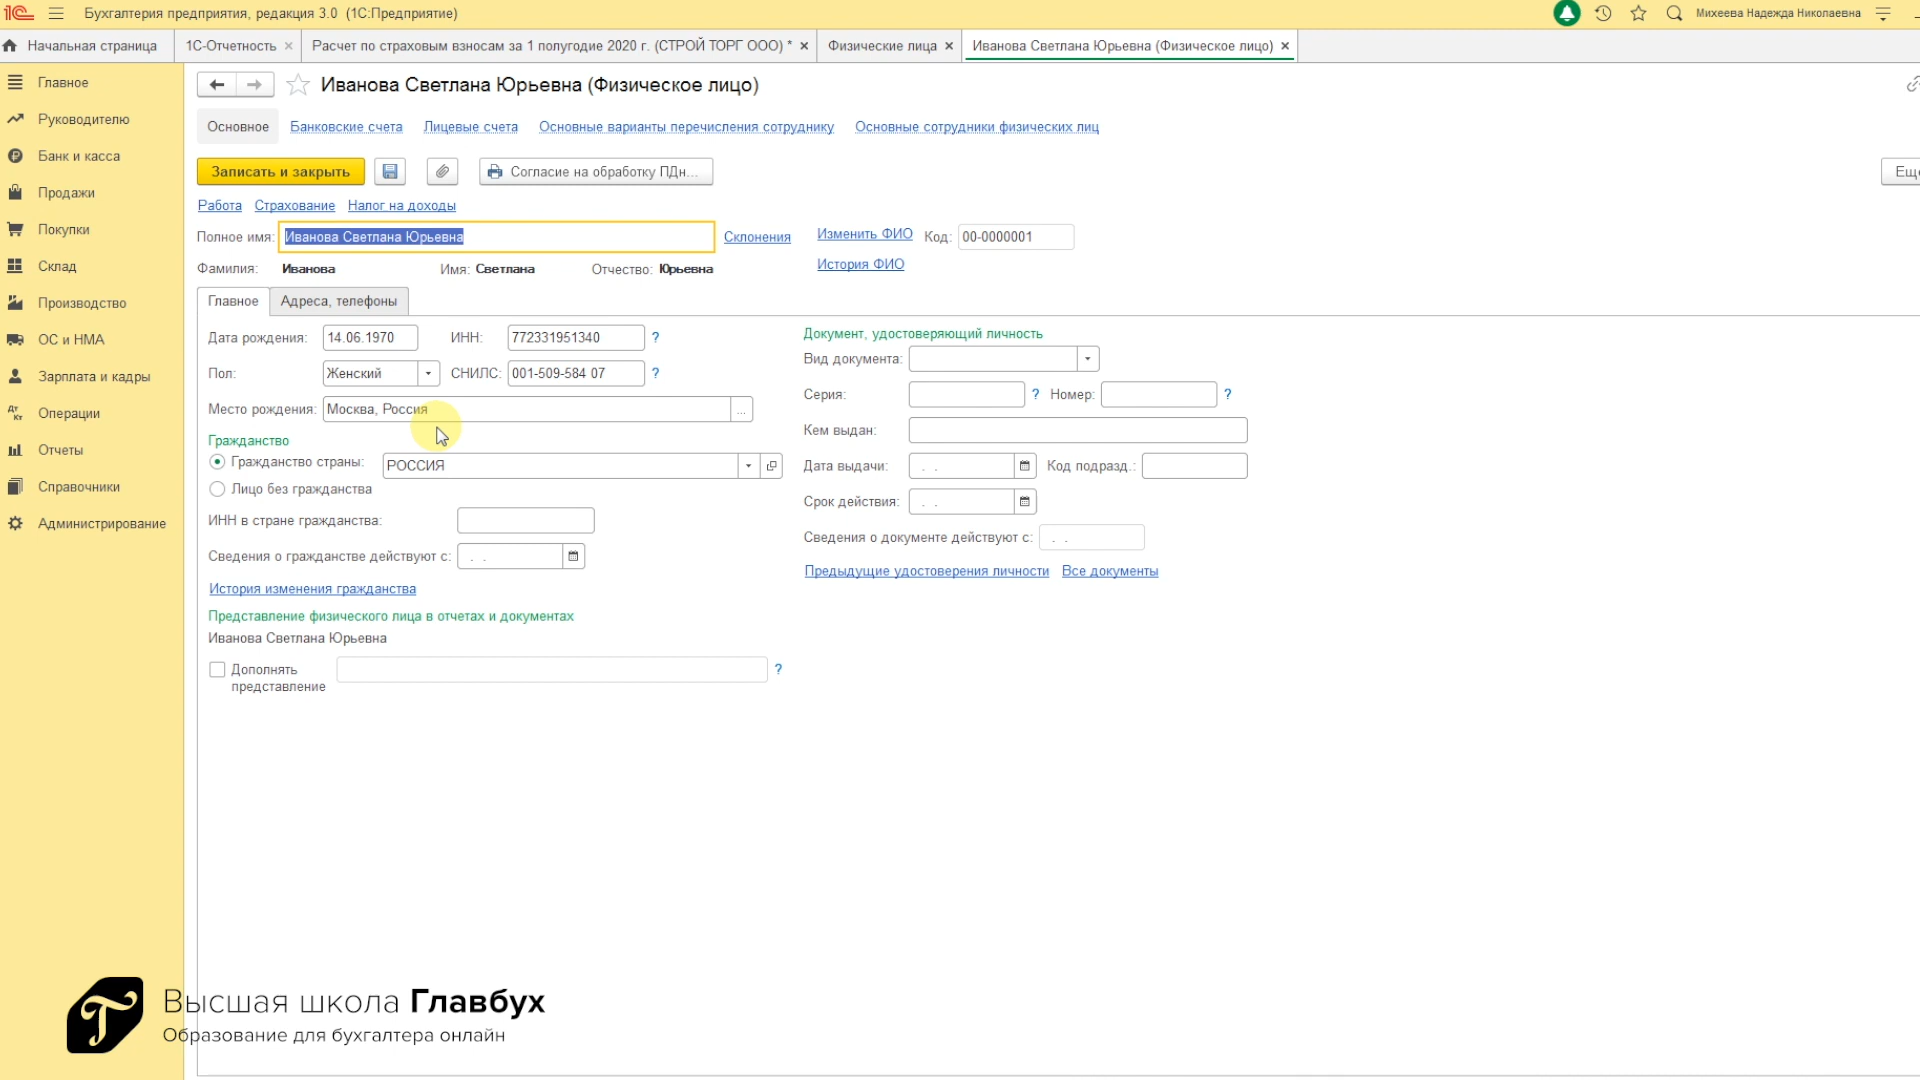 1С Бухгалтерия предприятия, редакция 3.0 (1С:Предприятие) Михеева Надежда Николаевна
Начальная страница 1С-Отчетность × Расчет по страховым взносам за 1 полугодие 2020 г. (СТРОЙ ТОРГ ООО) * × Физические лица × Иванова Светлана Юрьевна (Физическое лицо) ×
Главное
Руководителю
Банк и касса
Продажи
Покупки
Склад
Производство
ОС и НМА
Зарплата и кадры
Дт Кт Операции
Отчеты
Справочники
Администрирование
Иванова Светлана Юрьевна (Физическое лицо)
Основное Банковские счета Лицевые счета Основные варианты перечисления сотруднику Основные сотрудники физических лиц
Записать и закрыть Согласие на обработку ПДн... Ещё
Работа Страхование Налог на доходы
Полное имя: Иванова Светлана Юрьевна Склонения Изменить ФИО Код: 00-0000001
Фамилия: Иванова Имя: Светлана Отчество: Юрьевна История ФИО
Главное Адреса, телефоны
Дата рождения: 14.06.1970 ИНН: 772331951340 ?
Пол: Женский СНИЛС: 001-509-584 07 ?
Место рождения: Москва, Россия ...
Гражданство
Гражданство страны: РОССИЯ
Лицо без гражданства
ИНН в стране гражданства:
Сведения о гражданстве действуют с: . .
История изменения гражданства
Представление физического лица в отчетах и документах
Иванова Светлана Юрьевна
Дополнять
представление ?
Документ, удостоверяющий личность
Вид документа:
Серия: ? Номер: ?
Кем выдан:
Дата выдачи: . . Код подразд.:
Срок действия: . .
Сведения о документе действуют с: . .
Предыдущие удостоверения личности Все документы
Высшая школа Главбух
Образование для бухгалтера онлайн